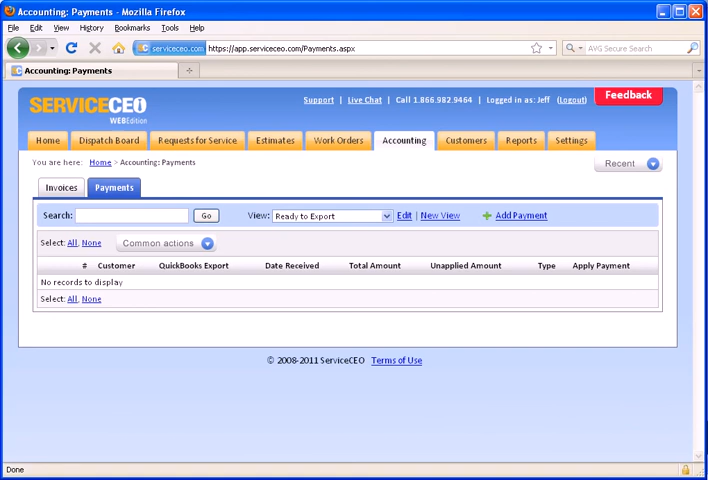 Accounting: Payments - Mozilla Firefox
File Edit View History Bookmarks Tools Help
serviceceo.com https://app.serviceceo.com/Payments.aspx AVG Secure Search
Accounting: Payments
SERVICECEO
WEBEdition
Support | Live Chat | Call 1.866.982.9464 | Logged in as: Jeff (Logout) Feedback
Home Dispatch Board Requests for Service Estimates Work Orders Accounting Customers Reports Settings
You are here: Home > Accounting: Payments Recent
Invoices Payments
Search: Go View: Ready to Export Edit | New View Add Payment
Select: All, None Common actions
# Customer QuickBooks Export Date Received Total Amount Unapplied Amount Type Apply Payment
No records to display
Select: All, None
© 2008-2011 ServiceCEO Terms of Use
Done